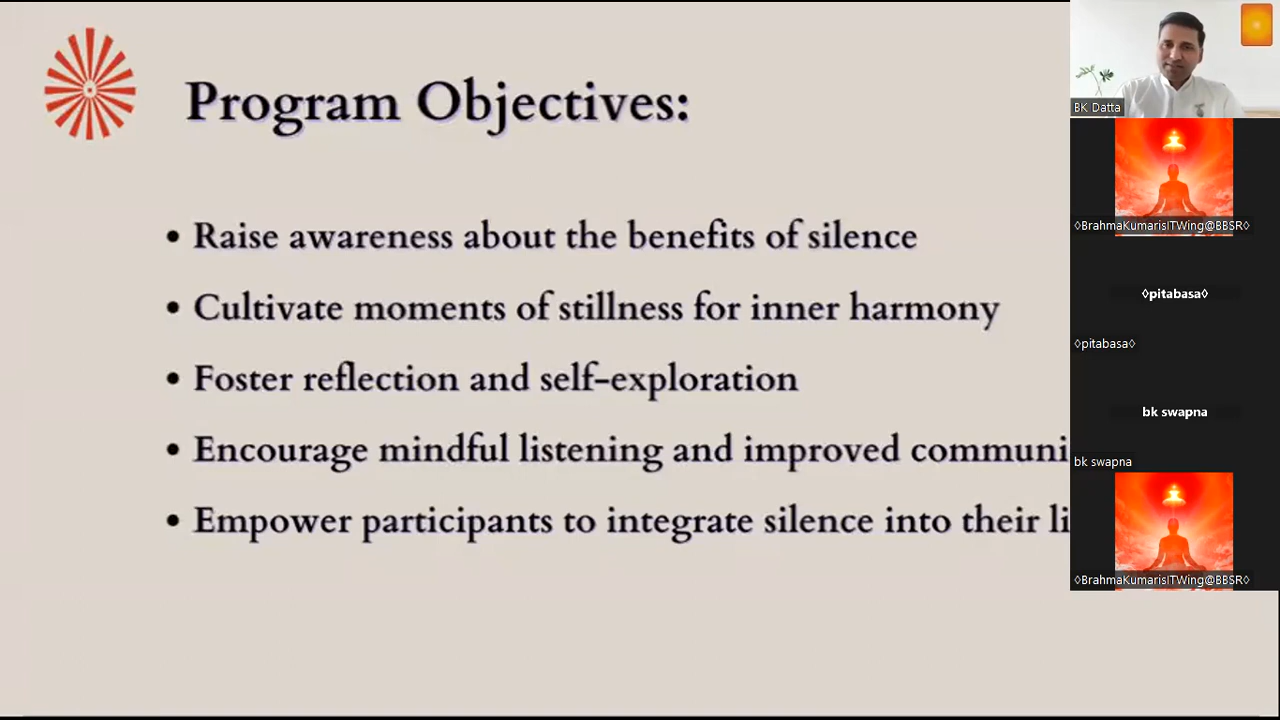 Program Objectives:
• Raise awareness about the benefits of silence
• Cultivate moments of stillness for inner harmony
• Foster reflection and self-exploration
• Encourage mindful listening and improved communi
• Empower participants to integrate silence into their li
BK Datta
◊BrahmaKumarisITWing@BBSR◊
◊pitabasa◊
◊pitabasa◊
bk swapna
bk swapna
◊BrahmaKumarisITWing@BBSR◊